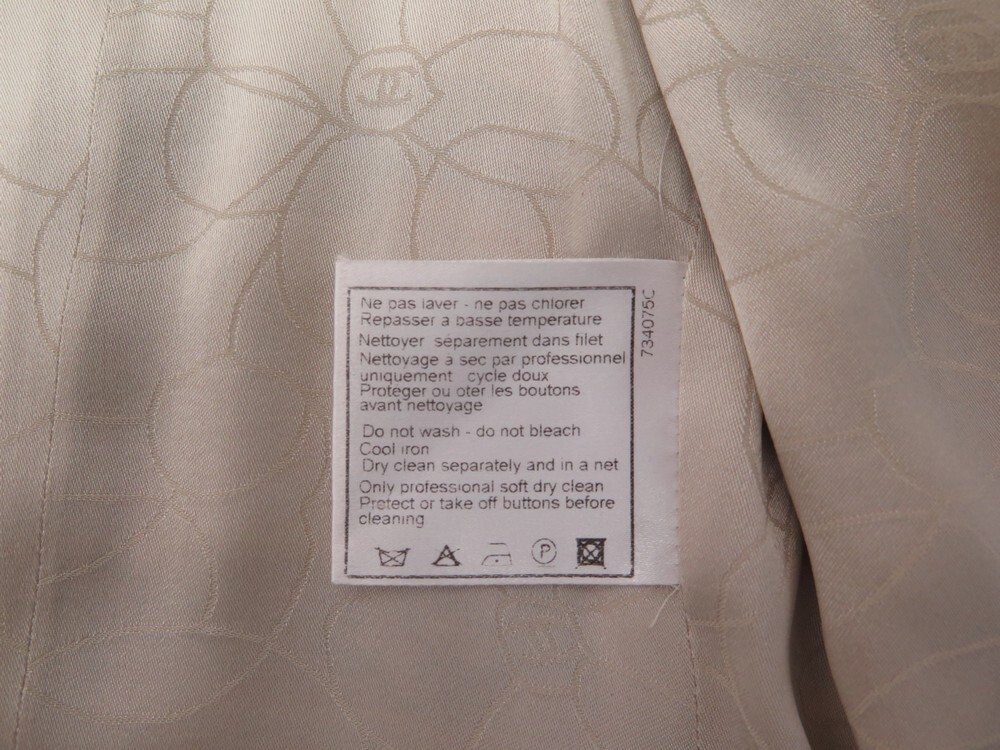 Ne pas laver - ne pas chlorer
Repasser a basse temperature
Nettoyer séparement dans filet
Nettoyage à sec par professionnel
uniquement cycle doux
Proteger ou oter les boutons
avant nettoyage
Do not wash - do not bleach
Cool iron
Dry clean separately and in a net
Only professional soft dry clean
Protect or take off buttons before
cleaning
P
734075C